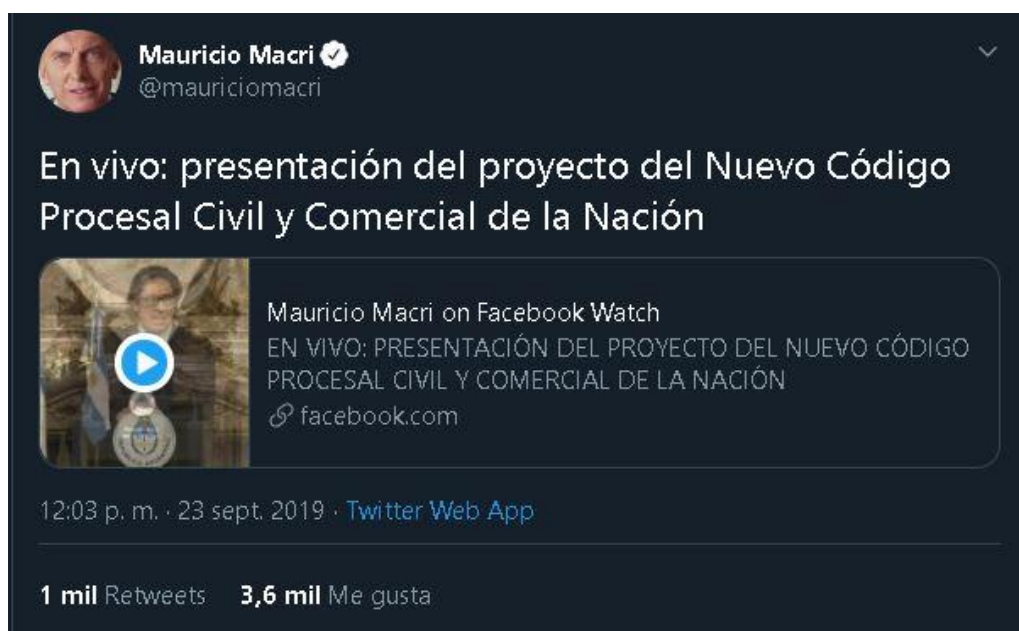 Mauricio Macri
@mauriciomacri
En vivo: presentación del proyecto del Nuevo Código
Procesal Civil y Comercial de la Nación
Mauricio Macri on Facebook Watch
EN VIVO: PRESENTACIÓN DEL PROYECTO DEL NUEVO CÓDIGO
PROCESAL CIVIL Y COMERCIAL DE LA NACIÓN
facebook.com
12:03 p. m. · 23 sept. 2019 · Twitter Web App
1 mil Retweets 3,6 mil Me gusta